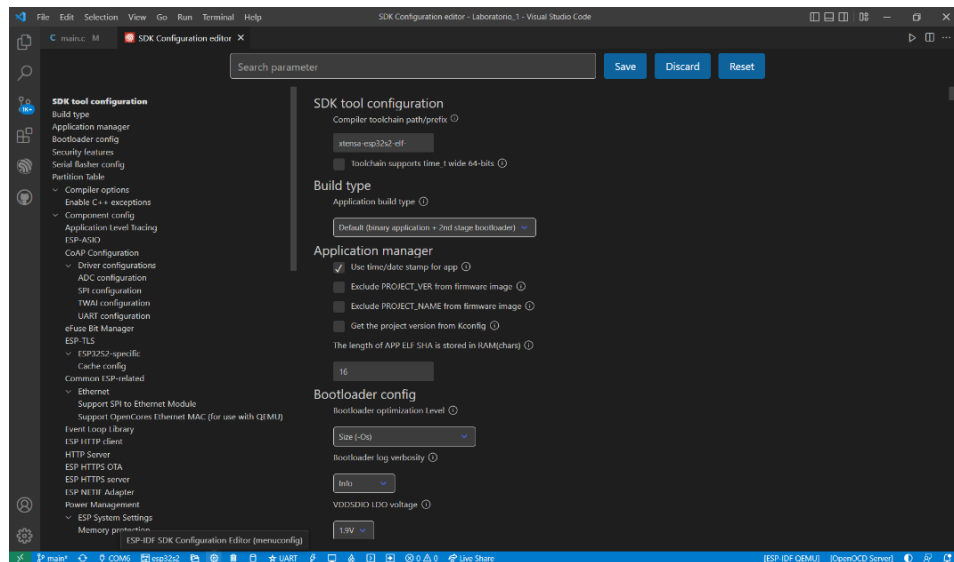 File Edit Selection View Go Run Terminal Help
SDK Configuration editor - Laboratorio_1 - Visual Studio Code
C main.c M
SDK Configuration editor
Search parameter
Save
Discard
Reset
1K+
SDK tool configuration
Build type
Application manager
Bootloader config
Security features
Serial flasher config
Partition Table
Compiler options
Enable C++ exceptions
Component config
Application Level Tracing
ESP-ASIO
CoAP Configuration
Driver configurations
ADC configuration
SPI configuration
TWAI configuration
UART configuration
eFuse Bit Manager
ESP-TLS
ESP32S2-specific
Cache config
Common ESP-related
Ethernet
Support SPI to Ethernet Module
Support OpenCores Ethernet MAC (for use with QEMU)
Event Loop Library
ESP HTTP client
HTTP Server
ESP HTTPS OTA
ESP HTTPS server
ESP NETIF Adapter
Power Management
ESP System Settings
Memory protection
SDK tool configuration
Compiler toolchain path/prefix
xtensa-esp32s2-elf-
Toolchain supports time_t wide 64-bits
Build type
Application build type
Default (binary application + 2nd stage bootloader)
Application manager
Use time/date stamp for app
Exclude PROJECT_VER from firmware image
Exclude PROJECT_NAME from firmware image
Get the project version from Kconfig
The length of APP ELF SHA is stored in RAM(chars)
16
Bootloader config
Bootloader optimization Level
Size (-Os)
Bootloader log verbosity
Info
VDDSDIO LDO voltage
1.9V
ESP-IDF SDK Configuration Editor (menuconfig)
main* COM6 esp32s2 UART 0 0 0 Live Share [ESP-IDF QEMU] [OpenOCD Server]